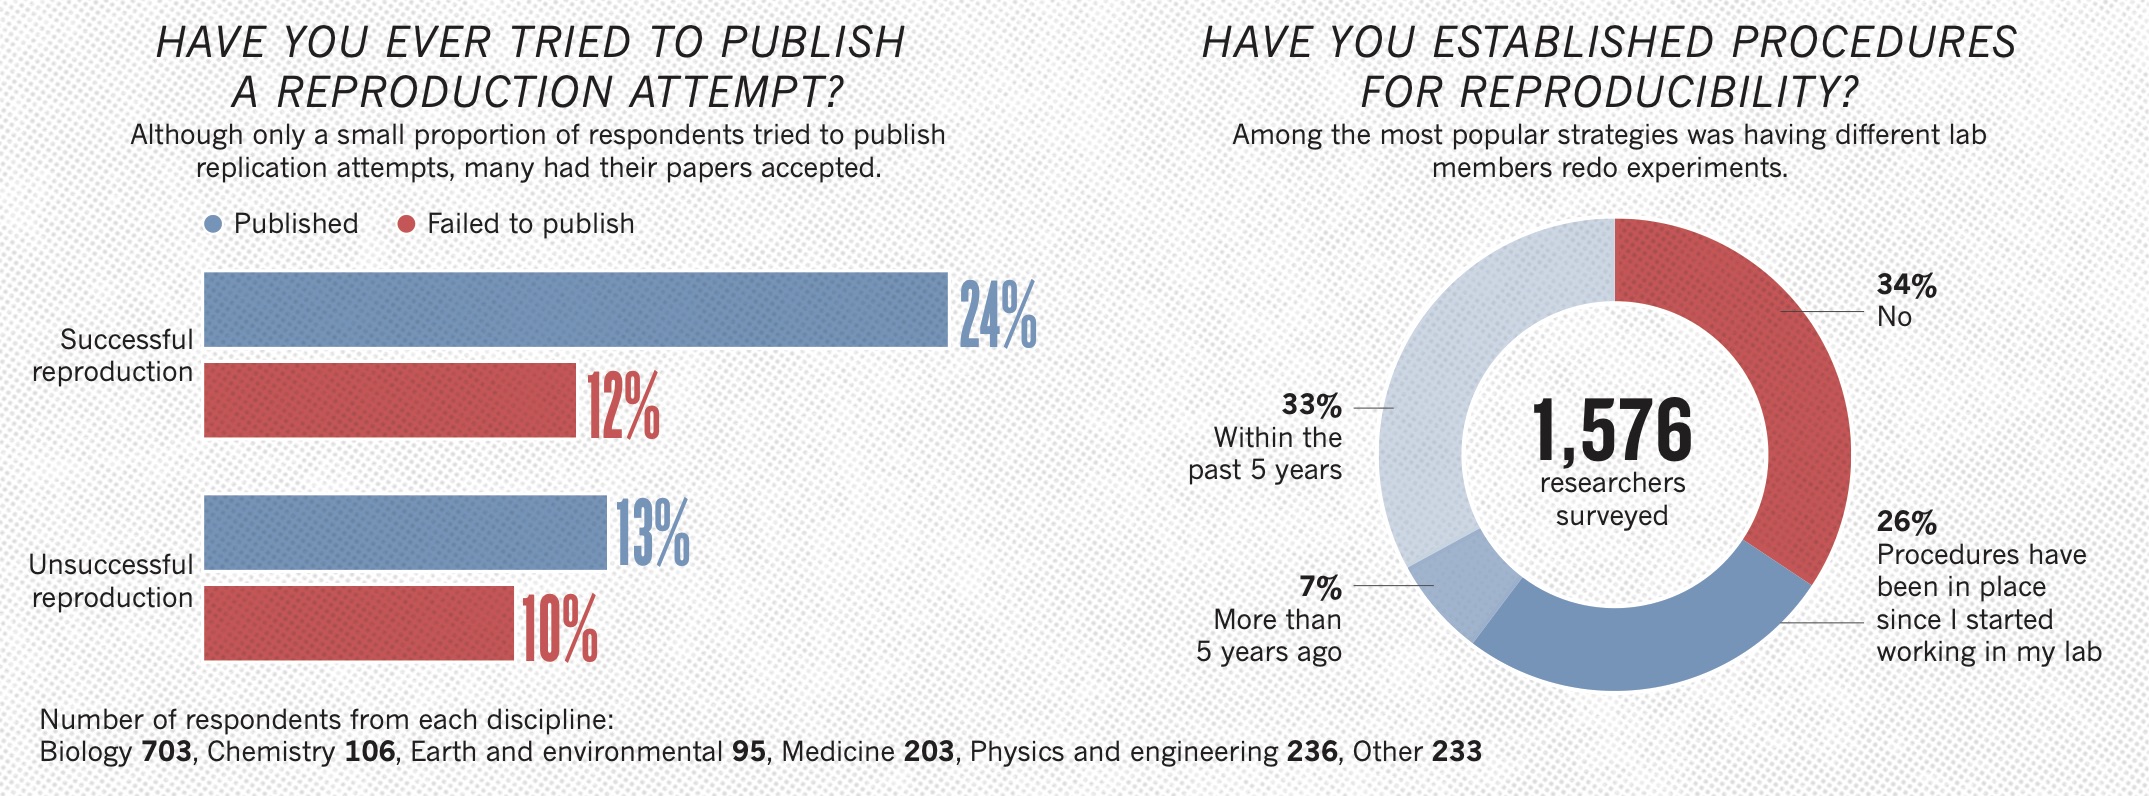 HAVE YOU EVER TRIED TO PUBLISH
A REPRODUCTION ATTEMPT?
Although only a small proportion of respondents tried to publish
replication attempts, many had their papers accepted.
Published
Failed to publish
Successful
reproduction
24%
12%
Unsuccessful
reproduction
13%
10%
HAVE YOU ESTABLISHED PROCEDURES
FOR REPRODUCIBILITY?
Among the most popular strategies was having different lab
members redo experiments.
34%
No
26%
Procedures have
been in place
since I started
working in my lab
7%
More than
5 years ago
33%
Within the
past 5 years
1,576
researchers
surveyed
Number of respondents from each discipline:
Biology 703, Chemistry 106, Earth and environmental 95, Medicine 203, Physics and engineering 236, Other 233